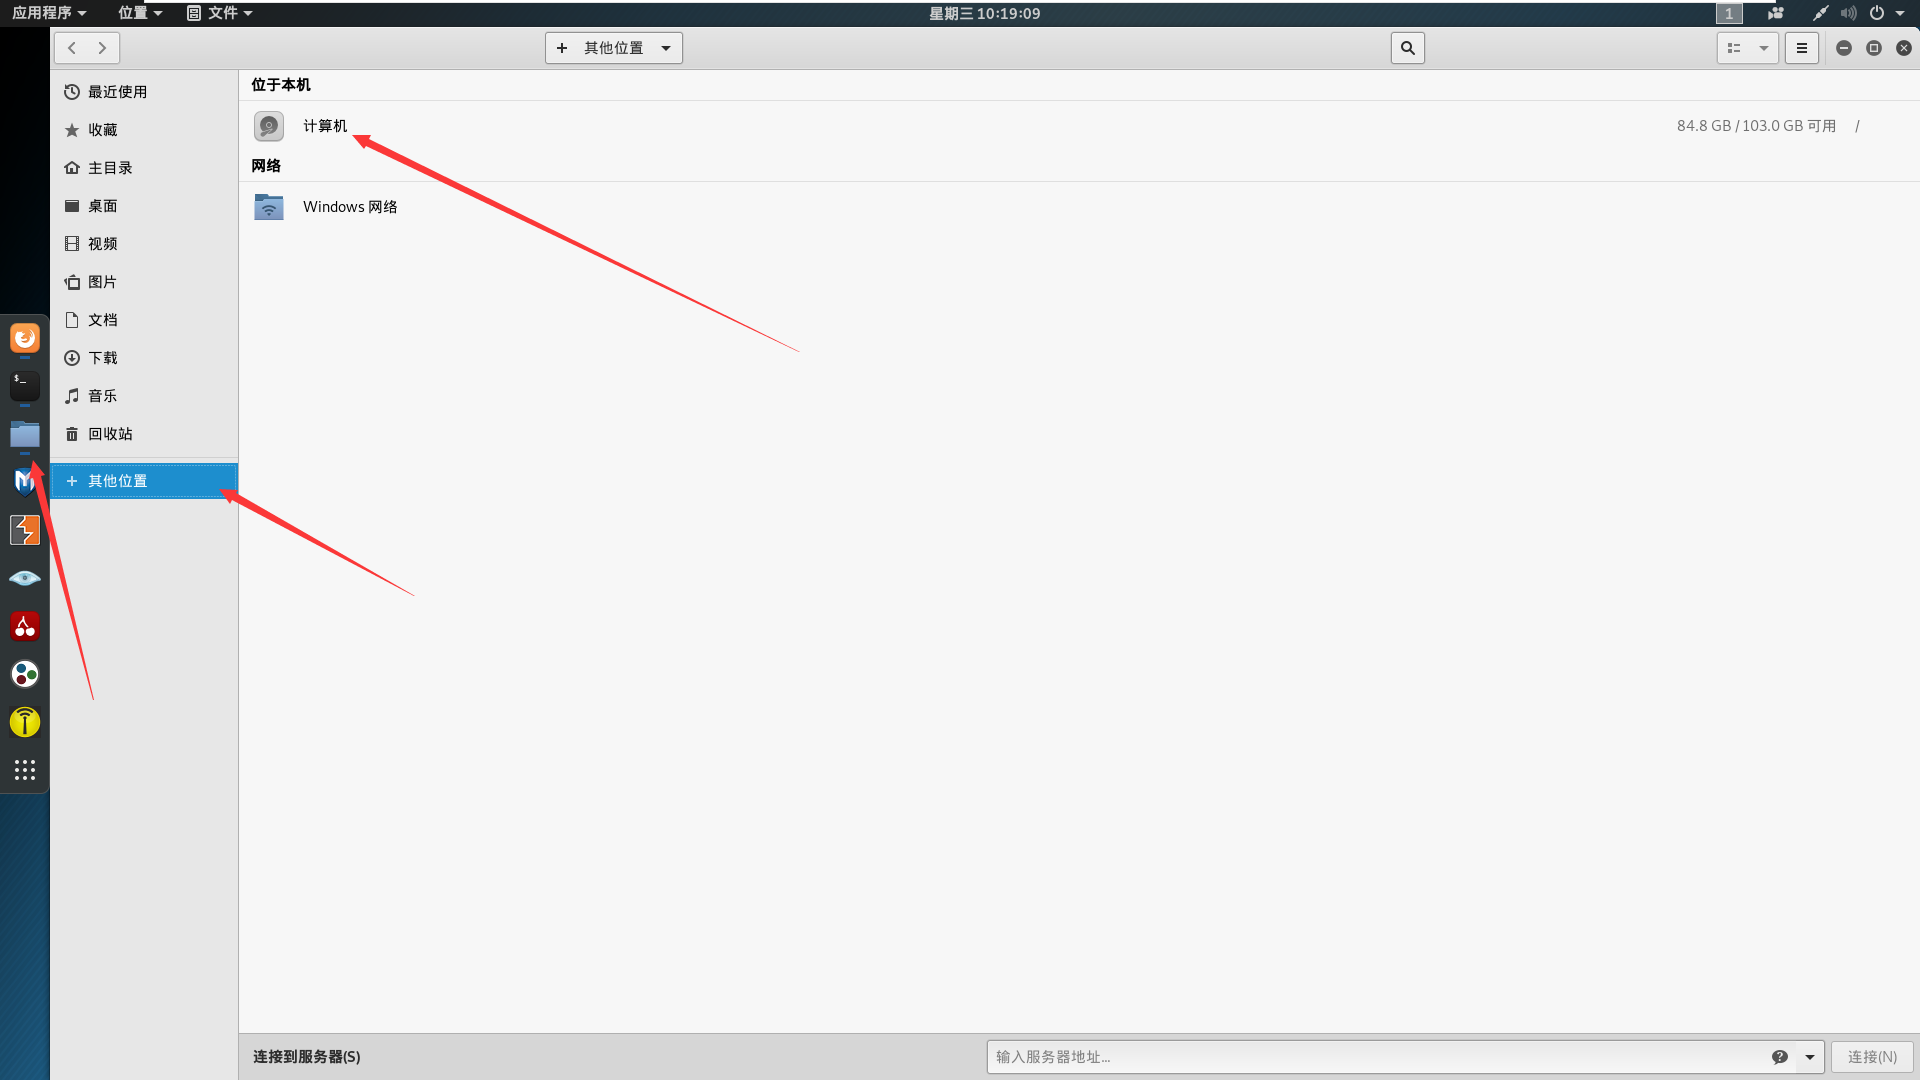 应用程序 位置 文件 星期三 10:19:09 1
其他位置
最近使用
收藏
主目录
桌面
视频
图片
文档
下载
音乐
回收站
其他位置
位于本机
计算机 84.8 GB / 103.0 GB 可用 /
网络
Windows 网络
$_
连接到服务器(S) 输入服务器地址... ? 连接(N)